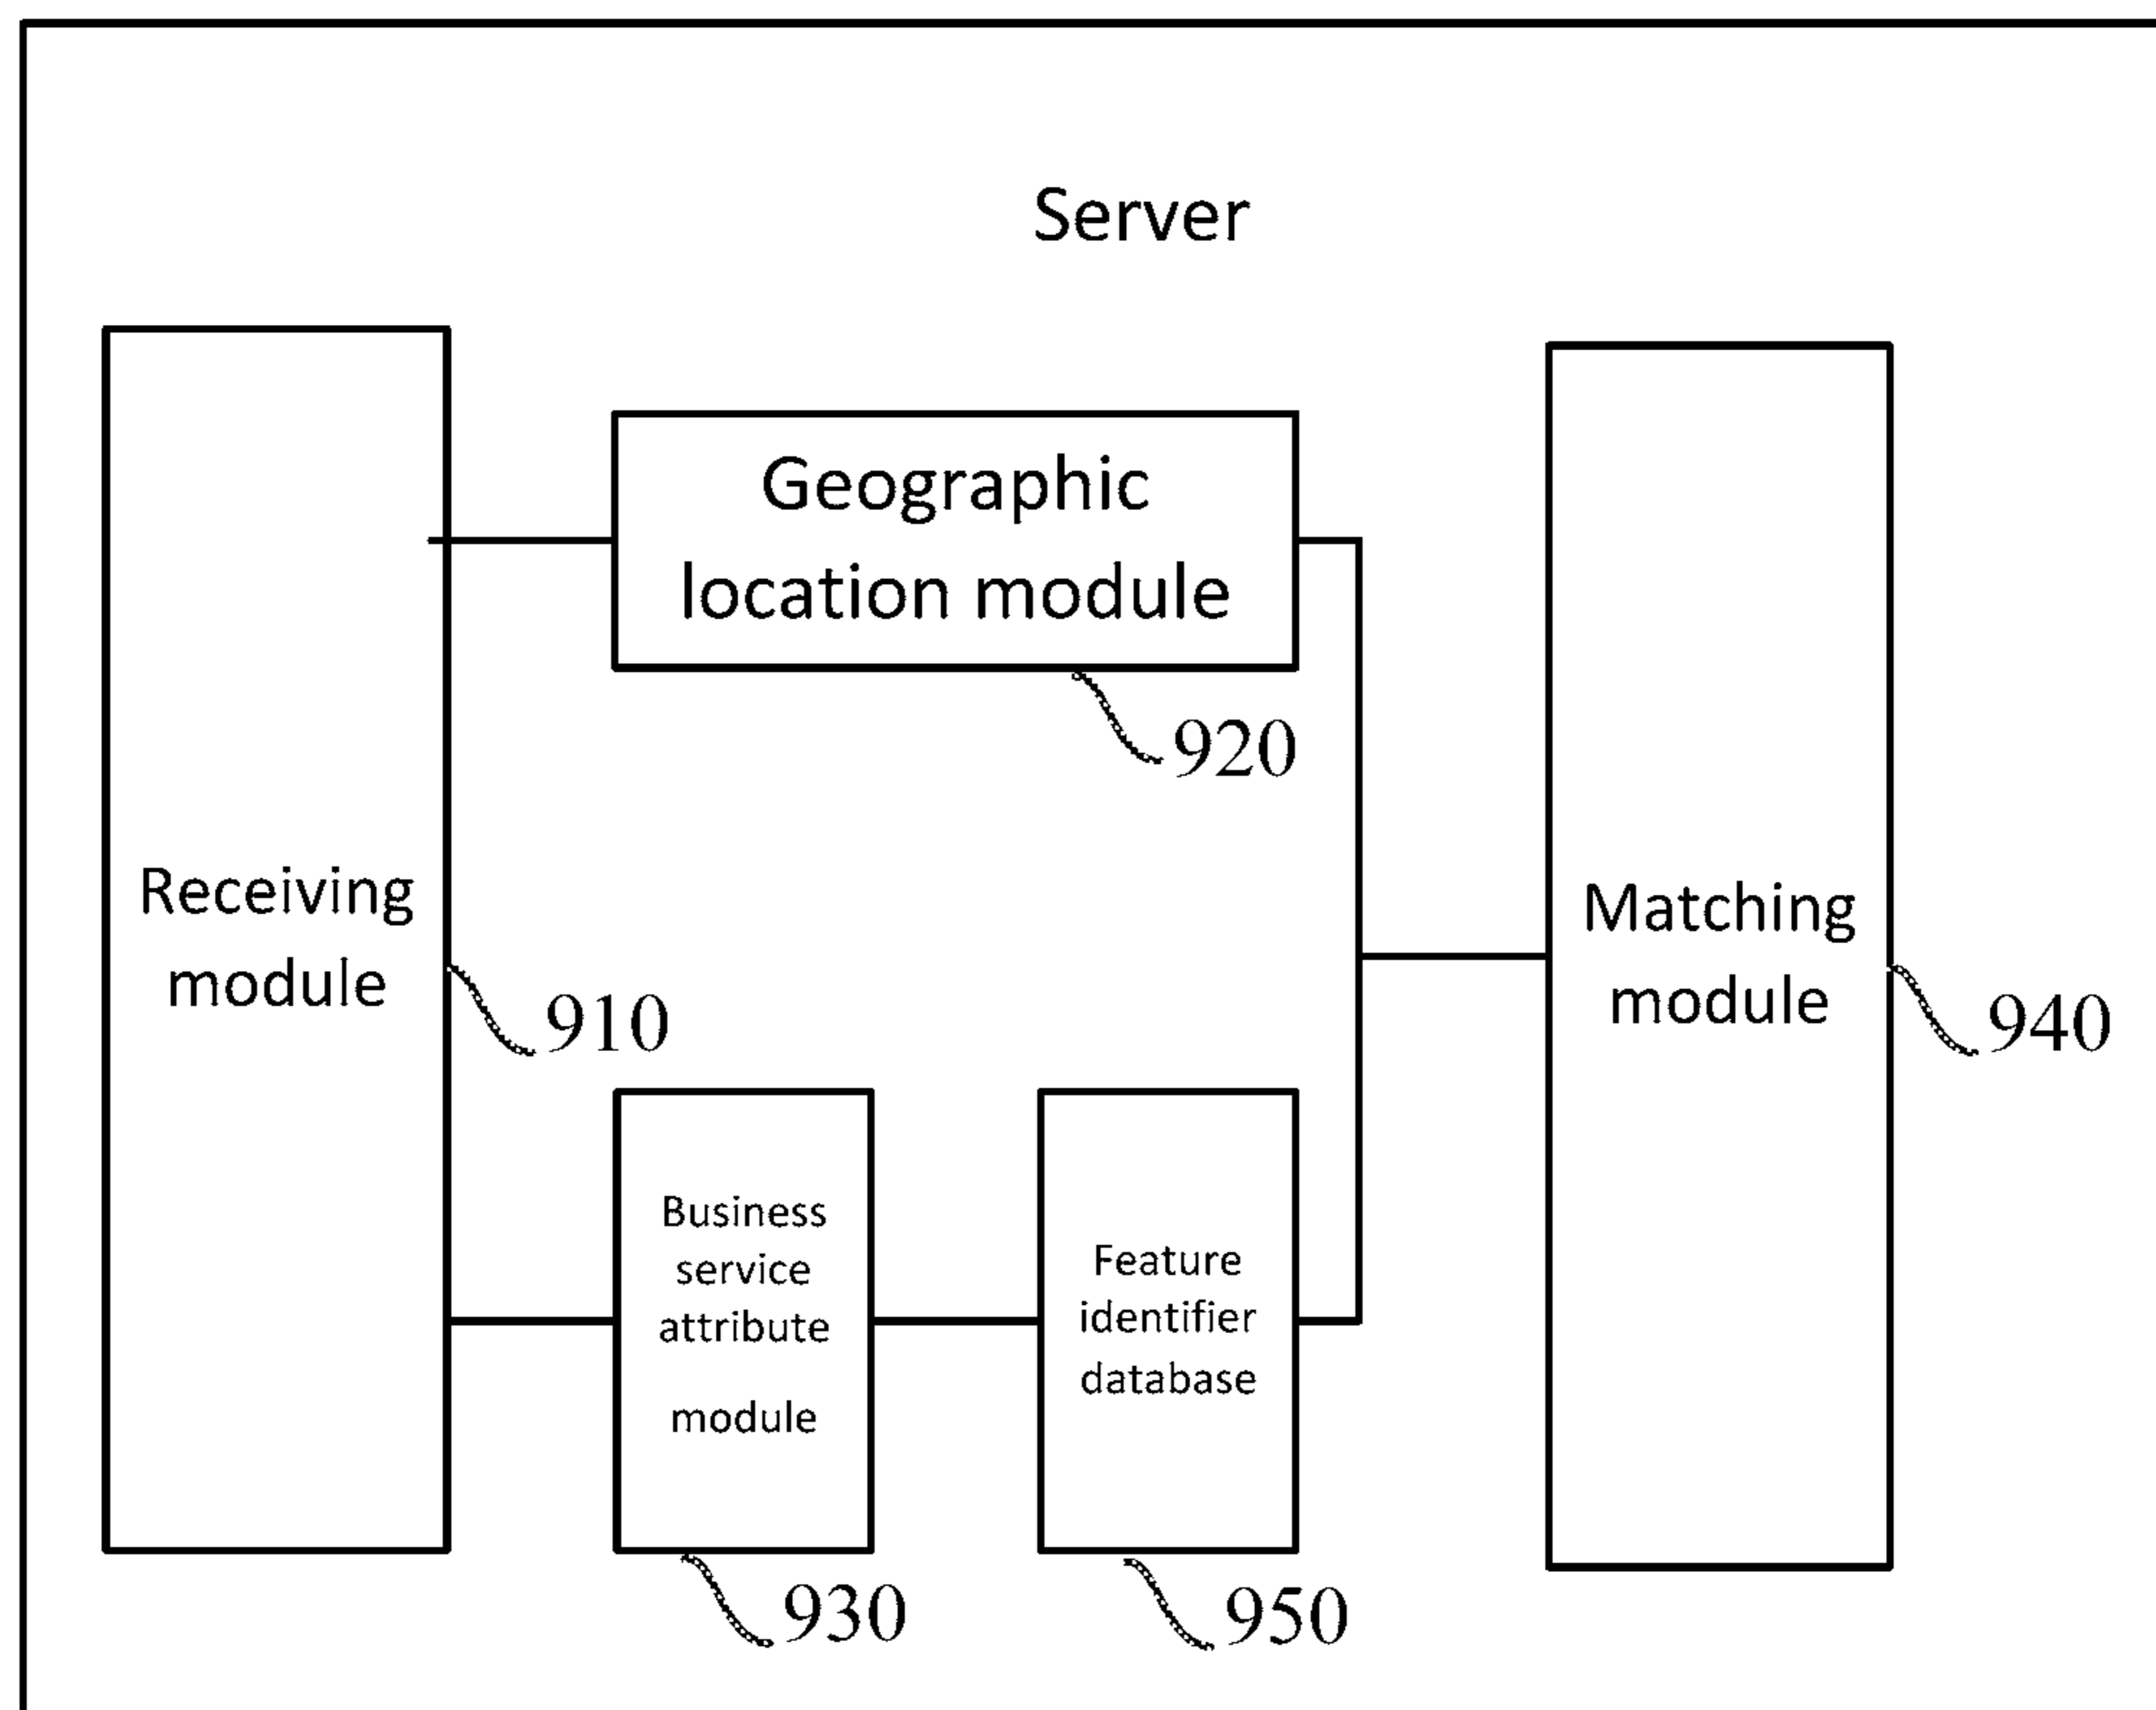 Server
Geographic
location module
920
Receiving
module
910
Matching
module
940
Business
service
attribute
module
930
Feature
identifier
database
950